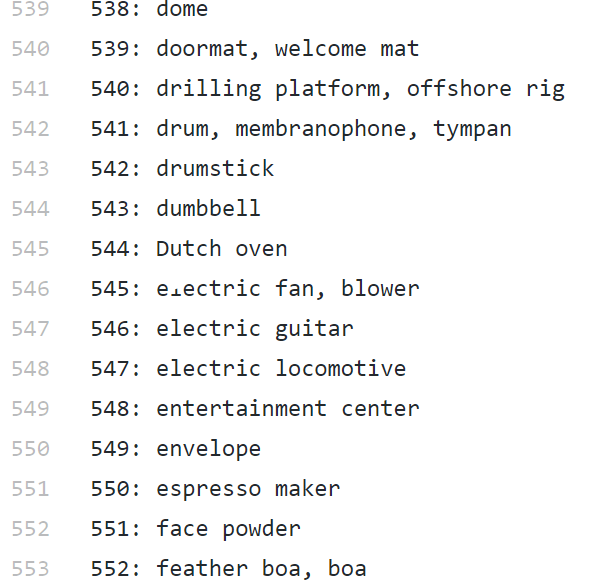 539 538: dome
540 539: doormat, welcome mat
541 540: drilling platform, offshore rig
542 541: drum, membranophone, tympan
543 542: drumstick
544 543: dumbbell
545 544: Dutch oven
546 545: electric fan, blower
547 546: electric guitar
548 547: electric locomotive
549 548: entertainment center
550 549: envelope
551 550: espresso maker
552 551: face powder
553 552: feather boa, boa